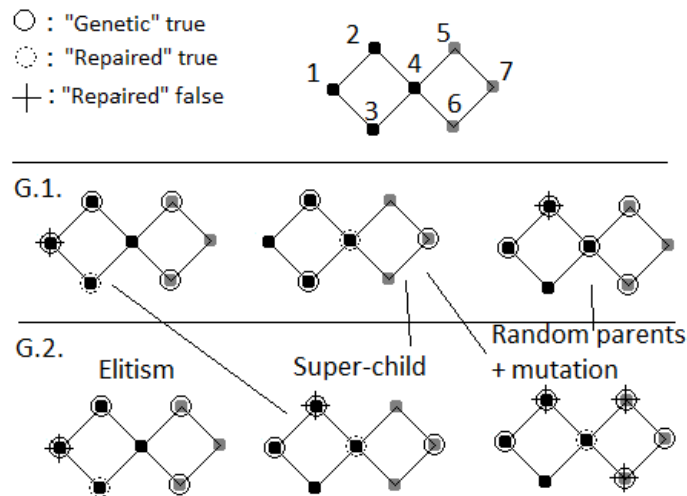 : "Genetic" true
: "Repaired" true
: "Repaired" false
1 2 3 4 5 6 7
G.1.
G.2.
Elitism
Super-child
Random parents
+ mutation